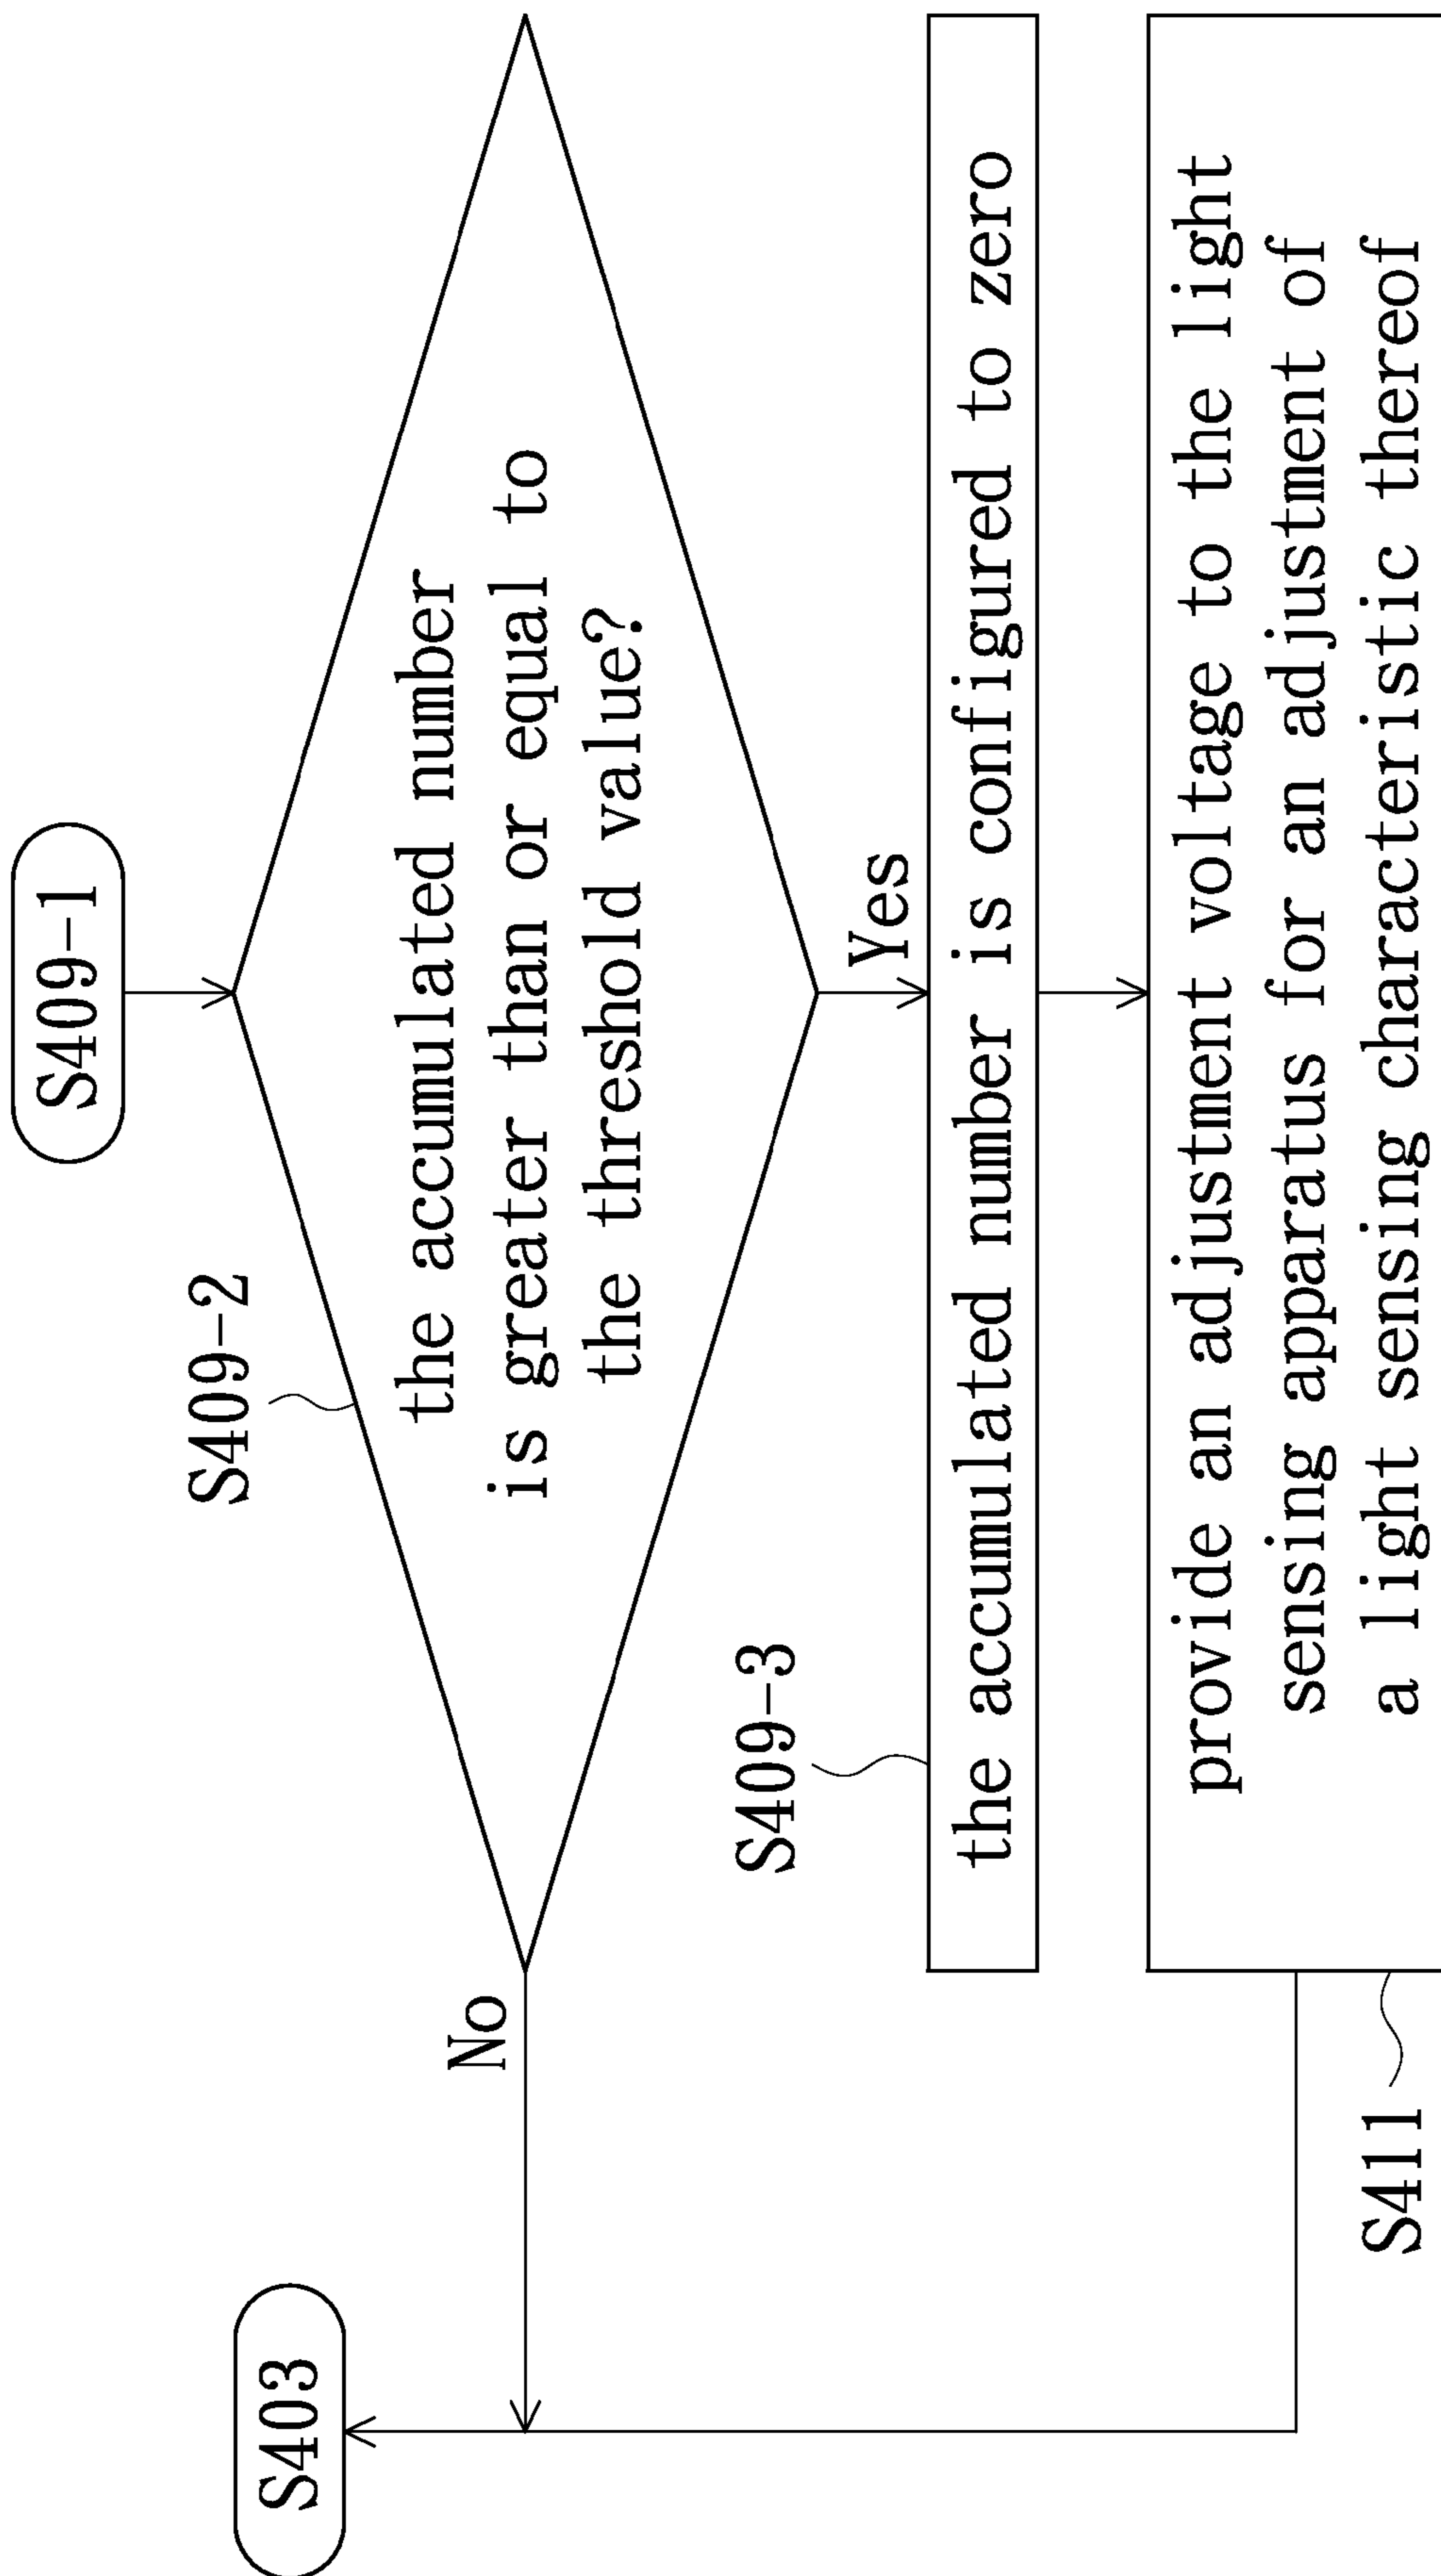 S409-1
S409-2
the accumulated number
is greater than or equal to
the threshold value?
No
Yes
S403
S409-3
the accumulated number is configured to zero
provide an adjustment voltage to the light
sensing apparatus for an adjustment of
a light sensing characteristic thereof
S411